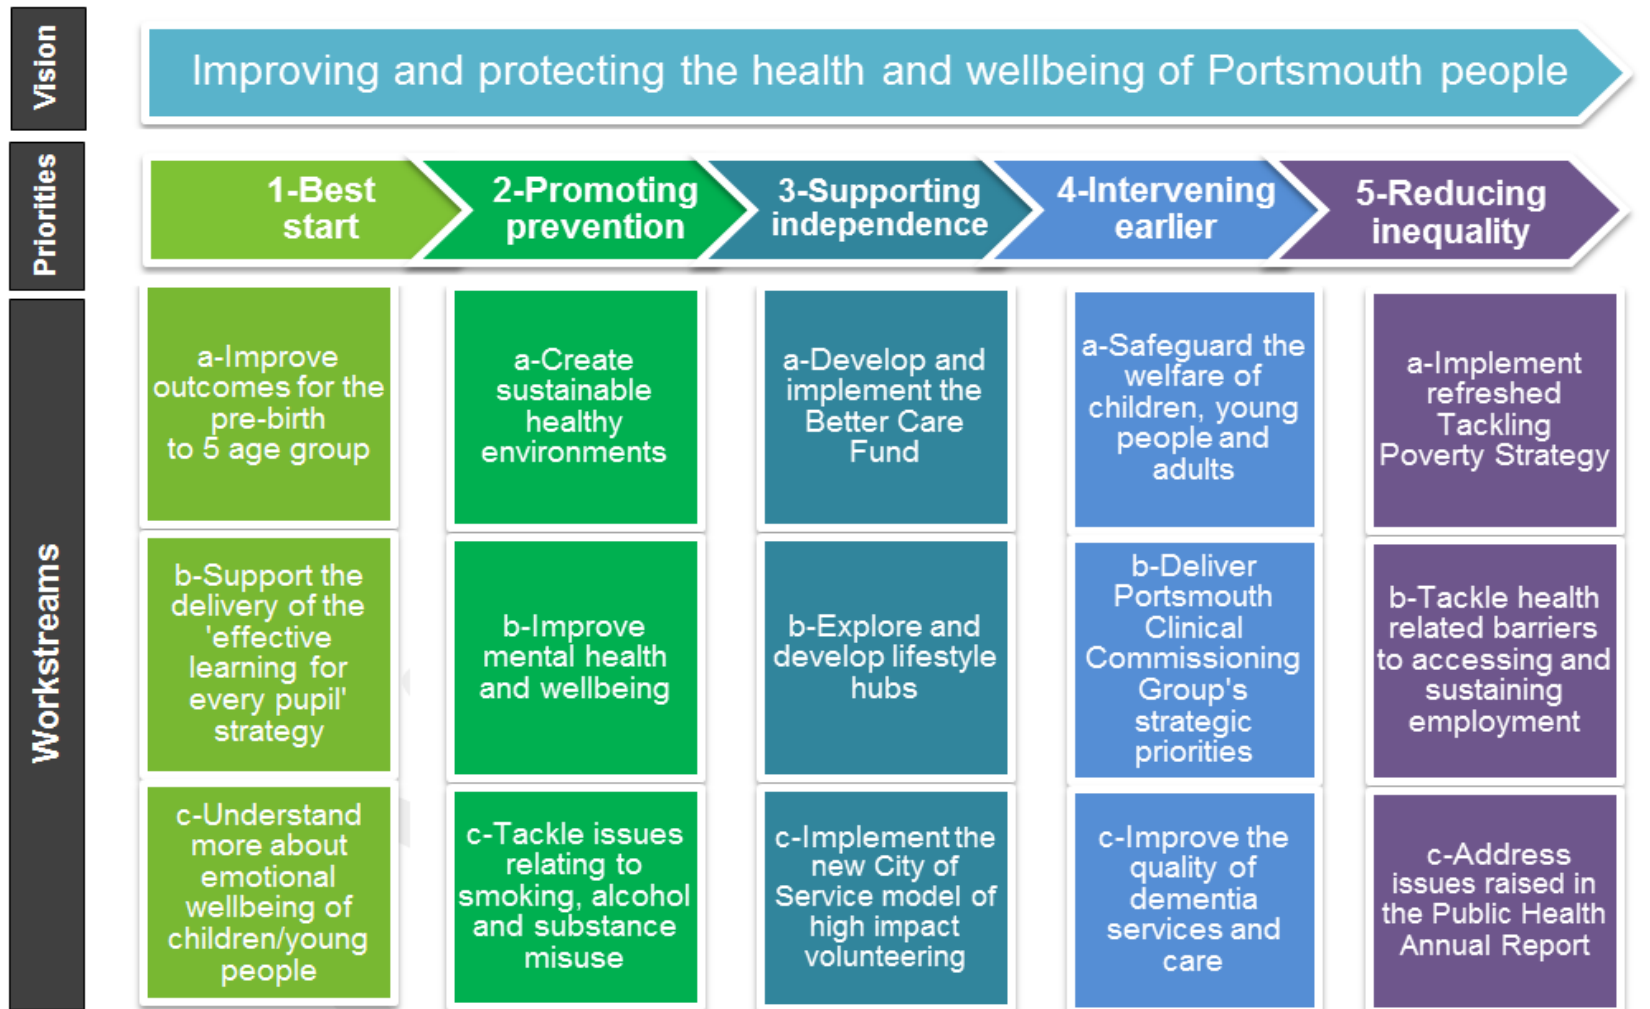 Vision
Improving and protecting the health and wellbeing of Portsmouth people
Priorities
1-Best
start
2-Promoting
prevention
3-Supporting
independence
4-Intervening
earlier
5-Reducing
inequality
Workstreams
a-Improve
outcomes for the
pre-birth
to 5 age group
a-Create
sustainable
healthy
environments
a-Develop and
implement the
Better Care
Fund
a-Safeguard the
welfare of
children, young
people and
adults
a-Implement
refreshed
Tackling
Poverty Strategy
b-Support the
delivery of the
'effective
learning for
every pupil'
strategy
b-Improve
mental health
and wellbeing
b-Explore and
develop lifestyle
hubs
b-Deliver
Portsmouth
Clinical
Commissioning
Group's
strategic
priorities
b-Tackle health
related barriers
to accessing and
sustaining
employment
c-Understand
more about
emotional
wellbeing of
children/young
people
c-Tackle issues
relating to
smoking, alcohol
and substance
misuse
c-Implement the
new City of
Service model of
high impact
volunteering
c-Improve the
quality of
dementia
services and
care
c-Address
issues raised in
the Public Health
Annual Report